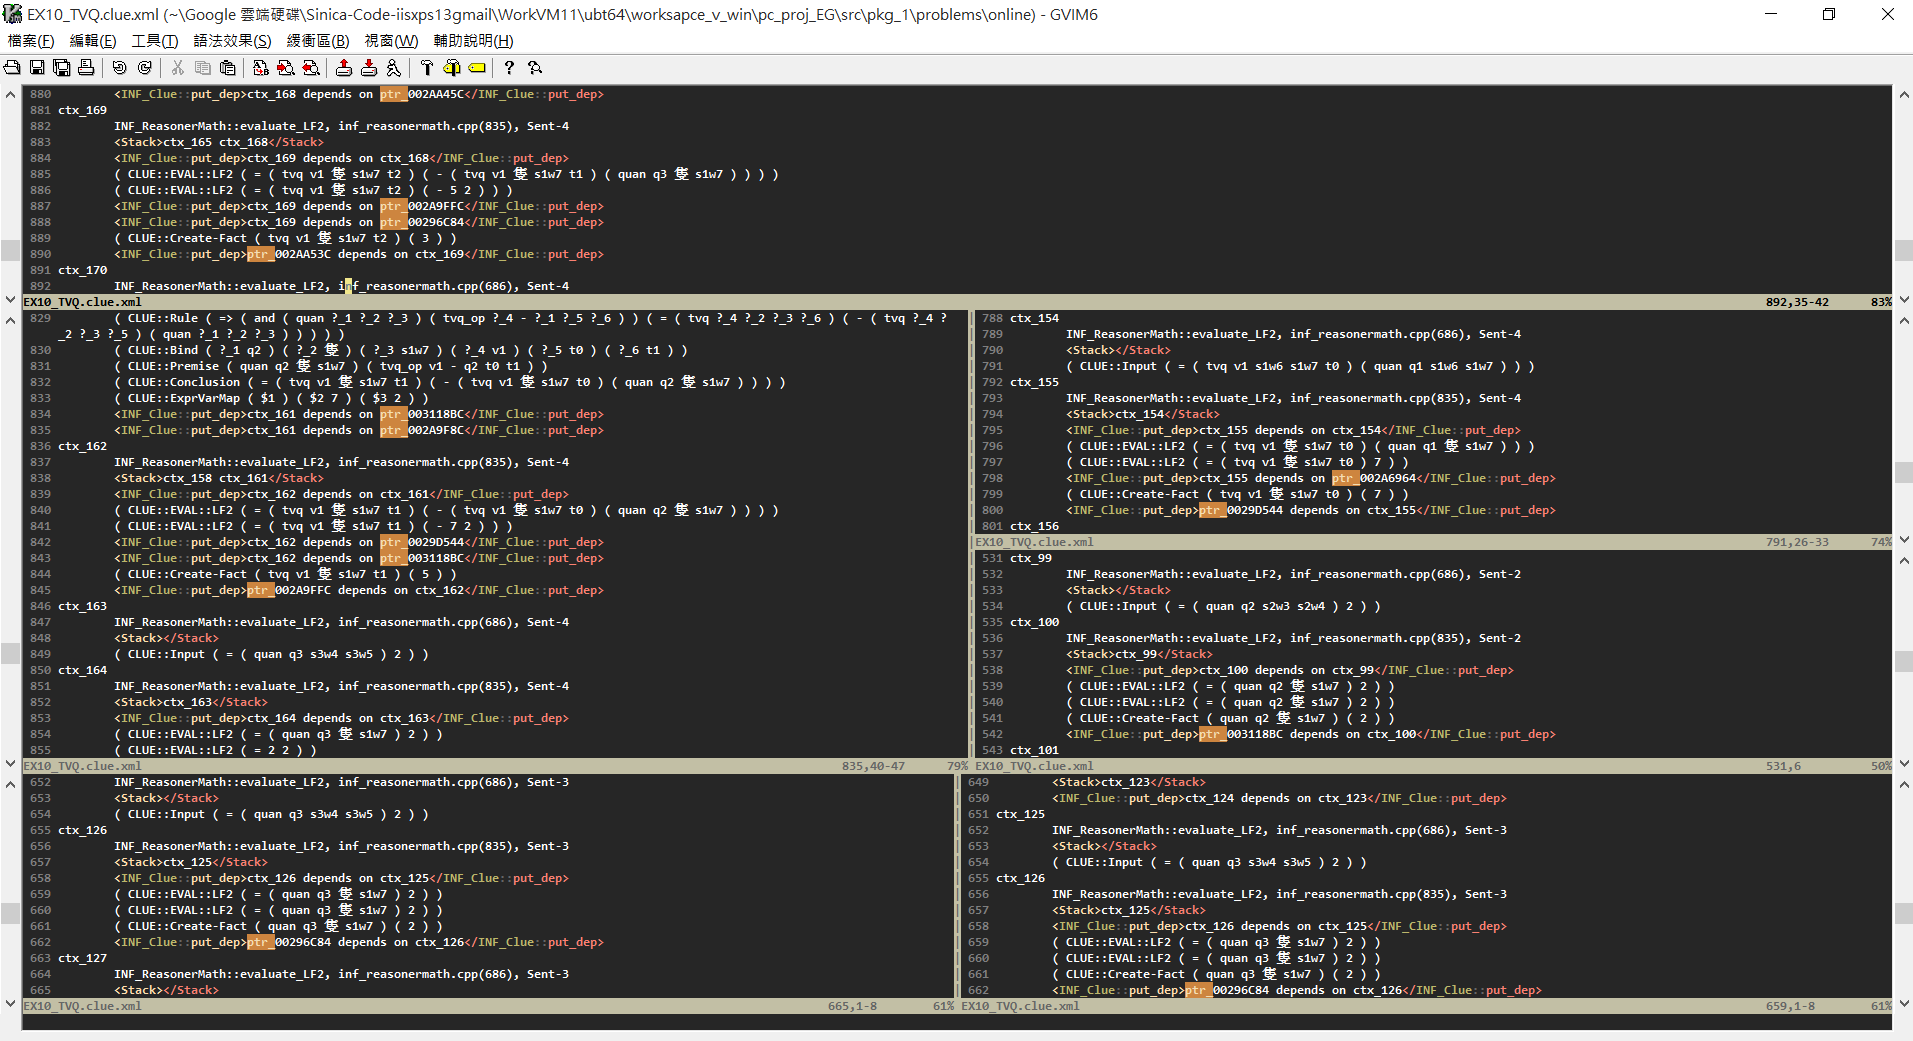 EX10_TVQ.clue.xml (~\Google 雲端硬碟\Sinica-Code-iisxps13gmail\WorkVM11\ubt64\worksapce_v_win\pc_proj_EG\src\pkg_1\problems\online) - GVIM6
檔案(F) 編輯(E) 工具(T) 語法效果(S) 緩衝區(B) 視窗(W) 輔助說明(H)
880 <INF_Clue::put_dep>ctx_168 depends on ptr_002AA45C</INF_Clue::put_dep>
881 ctx_169
882 INF_ReasonerMath::evaluate_LF2, inf_reasonermath.cpp(835), Sent-4
883 <Stack>ctx_165 ctx_168</Stack>
884 <INF_Clue::put_dep>ctx_169 depends on ctx_168</INF_Clue::put_dep>
885 ( CLUE::EVAL::LF2 ( = ( tvq v1 隻 s1w7 t2 ) ( - ( tvq v1 隻 s1w7 t1 ) ( quan q3 隻 s1w7 ) ) ) )
886 ( CLUE::EVAL::LF2 ( = ( tvq v1 隻 s1w7 t2 ) ( - 5 2 ) ) )
887 <INF_Clue::put_dep>ctx_169 depends on ptr_002A9FFC</INF_Clue::put_dep>
888 <INF_Clue::put_dep>ctx_169 depends on ptr_00296C84</INF_Clue::put_dep>
889 ( CLUE::Create-Fact ( tvq v1 隻 s1w7 t2 ) ( 3 ) )
890 <INF_Clue::put_dep>ptr_002AA53C depends on ctx_169</INF_Clue::put_dep>
891 ctx_170
892 INF_ReasonerMath::evaluate_LF2, inf_reasonermath.cpp(686), Sent-4
EX10_TVQ.clue.xml 892,35-42 83%
829 ( CLUE::Rule ( => ( and ( quan ?_1 ?_2 ?_3 ) ( tvq_op ?_4 - ?_1 ?_5 ?_6 ) ) ( = ( tvq ?_4 ?_2 ?_3 ?_6 ) ( - ( tvq ?_4 ?
_2 ?_3 ?_5 ) ( quan ?_1 ?_2 ?_3 ) ) ) ) )
830 ( CLUE::Bind ( ?_1 q2 ) ( ?_2 隻 ) ( ?_3 s1w7 ) ( ?_4 v1 ) ( ?_5 t0 ) ( ?_6 t1 ) )
831 ( CLUE::Premise ( quan q2 隻 s1w7 ) ( tvq_op v1 - q2 t0 t1 ) )
832 ( CLUE::Conclusion ( = ( tvq v1 隻 s1w7 t1 ) ( - ( tvq v1 隻 s1w7 t0 ) ( quan q2 隻 s1w7 ) ) ) )
833 ( CLUE::ExprVarMap ( $1 ) ( $2 7 ) ( $3 2 ) )
834 <INF_Clue::put_dep>ctx_161 depends on ptr_003118BC</INF_Clue::put_dep>
835 <INF_Clue::put_dep>ctx_161 depends on ptr_002A9F8C</INF_Clue::put_dep>
836 ctx_162
837 INF_ReasonerMath::evaluate_LF2, inf_reasonermath.cpp(835), Sent-4
838 <Stack>ctx_158 ctx_161</Stack>
839 <INF_Clue::put_dep>ctx_162 depends on ctx_161</INF_Clue::put_dep>
840 ( CLUE::EVAL::LF2 ( = ( tvq v1 隻 s1w7 t1 ) ( - ( tvq v1 隻 s1w7 t0 ) ( quan q2 隻 s1w7 ) ) ) )
841 ( CLUE::EVAL::LF2 ( = ( tvq v1 隻 s1w7 t1 ) ( - 7 2 ) ) )
842 <INF_Clue::put_dep>ctx_162 depends on ptr_0029D544</INF_Clue::put_dep>
843 <INF_Clue::put_dep>ctx_162 depends on ptr_003118BC</INF_Clue::put_dep>
844 ( CLUE::Create-Fact ( tvq v1 隻 s1w7 t1 ) ( 5 ) )
845 <INF_Clue::put_dep>ptr_002A9FFC depends on ctx_162</INF_Clue::put_dep>
846 ctx_163
847 INF_ReasonerMath::evaluate_LF2, inf_reasonermath.cpp(686), Sent-4
848 <Stack></Stack>
849 ( CLUE::Input ( = ( quan q3 s3w4 s3w5 ) 2 ) )
850 ctx_164
851 INF_ReasonerMath::evaluate_LF2, inf_reasonermath.cpp(835), Sent-4
852 <Stack>ctx_163</Stack>
853 <INF_Clue::put_dep>ctx_164 depends on ctx_163</INF_Clue::put_dep>
854 ( CLUE::EVAL::LF2 ( = ( quan q3 隻 s1w7 ) 2 ) )
855 ( CLUE::EVAL::LF2 ( = 2 2 ) )
EX10_TVQ.clue.xml 835,40-47 79%
788 ctx_154
789 INF_ReasonerMath::evaluate_LF2, inf_reasonermath.cpp(686), Sent-4
790 <Stack></Stack>
791 ( CLUE::Input ( = ( tvq v1 s1w6 s1w7 t0 ) ( quan q1 s1w6 s1w7 ) ) )
792 ctx_155
793 INF_ReasonerMath::evaluate_LF2, inf_reasonermath.cpp(835), Sent-4
794 <Stack>ctx_154</Stack>
795 <INF_Clue::put_dep>ctx_155 depends on ctx_154</INF_Clue::put_dep>
796 ( CLUE::EVAL::LF2 ( = ( tvq v1 隻 s1w7 t0 ) ( quan q1 隻 s1w7 ) ) )
797 ( CLUE::EVAL::LF2 ( = ( tvq v1 隻 s1w7 t0 ) 7 ) )
798 <INF_Clue::put_dep>ctx_155 depends on ptr_002A6964</INF_Clue::put_dep>
799 ( CLUE::Create-Fact ( tvq v1 隻 s1w7 t0 ) ( 7 ) )
800 <INF_Clue::put_dep>ptr_0029D544 depends on ctx_155</INF_Clue::put_dep>
801 ctx_156
EX10_TVQ.clue.xml 791,26-33 74%
531 ctx_99
532 INF_ReasonerMath::evaluate_LF2, inf_reasonermath.cpp(686), Sent-2
533 <Stack></Stack>
534 ( CLUE::Input ( = ( quan q2 s2w3 s2w4 ) 2 ) )
535 ctx_100
536 INF_ReasonerMath::evaluate_LF2, inf_reasonermath.cpp(835), Sent-2
537 <Stack>ctx_99</Stack>
538 <INF_Clue::put_dep>ctx_100 depends on ctx_99</INF_Clue::put_dep>
539 ( CLUE::EVAL::LF2 ( = ( quan q2 隻 s1w7 ) 2 ) )
540 ( CLUE::EVAL::LF2 ( = ( quan q2 隻 s1w7 ) 2 ) )
541 ( CLUE::Create-Fact ( quan q2 隻 s1w7 ) ( 2 ) )
542 <INF_Clue::put_dep>ptr_003118BC depends on ctx_100</INF_Clue::put_dep>
543 ctx_101
EX10_TVQ.clue.xml 531,6 50%
652 INF_ReasonerMath::evaluate_LF2, inf_reasonermath.cpp(686), Sent-3
653 <Stack></Stack>
654 ( CLUE::Input ( = ( quan q3 s3w4 s3w5 ) 2 ) )
655 ctx_126
656 INF_ReasonerMath::evaluate_LF2, inf_reasonermath.cpp(835), Sent-3
657 <Stack>ctx_125</Stack>
658 <INF_Clue::put_dep>ctx_126 depends on ctx_125</INF_Clue::put_dep>
659 ( CLUE::EVAL::LF2 ( = ( quan q3 隻 s1w7 ) 2 ) )
660 ( CLUE::EVAL::LF2 ( = ( quan q3 隻 s1w7 ) 2 ) )
661 ( CLUE::Create-Fact ( quan q3 隻 s1w7 ) ( 2 ) )
662 <INF_Clue::put_dep>ptr_00296C84 depends on ctx_126</INF_Clue::put_dep>
663 ctx_127
664 INF_ReasonerMath::evaluate_LF2, inf_reasonermath.cpp(686), Sent-3
665 <Stack></Stack>
EX10_TVQ.clue.xml 665,1-8 61%
649 <Stack>ctx_123</Stack>
650 <INF_Clue::put_dep>ctx_124 depends on ctx_123</INF_Clue::put_dep>
651 ctx_125
652 INF_ReasonerMath::evaluate_LF2, inf_reasonermath.cpp(686), Sent-3
653 <Stack></Stack>
654 ( CLUE::Input ( = ( quan q3 s3w4 s3w5 ) 2 ) )
655 ctx_126
656 INF_ReasonerMath::evaluate_LF2, inf_reasonermath.cpp(835), Sent-3
657 <Stack>ctx_125</Stack>
658 <INF_Clue::put_dep>ctx_126 depends on ctx_125</INF_Clue::put_dep>
659 ( CLUE::EVAL::LF2 ( = ( quan q3 隻 s1w7 ) 2 ) )
660 ( CLUE::EVAL::LF2 ( = ( quan q3 隻 s1w7 ) 2 ) )
661 ( CLUE::Create-Fact ( quan q3 隻 s1w7 ) ( 2 ) )
662 <INF_Clue::put_dep>ptr_00296C84 depends on ctx_126</INF_Clue::put_dep>
EX10_TVQ.clue.xml 659,1-8 61%